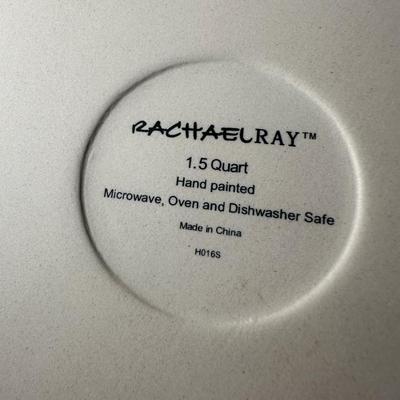 RACHAELRAY™
1.5 Quart
Hand painted
Microwave, Oven and Dishwasher Safe
Made in China
H016S